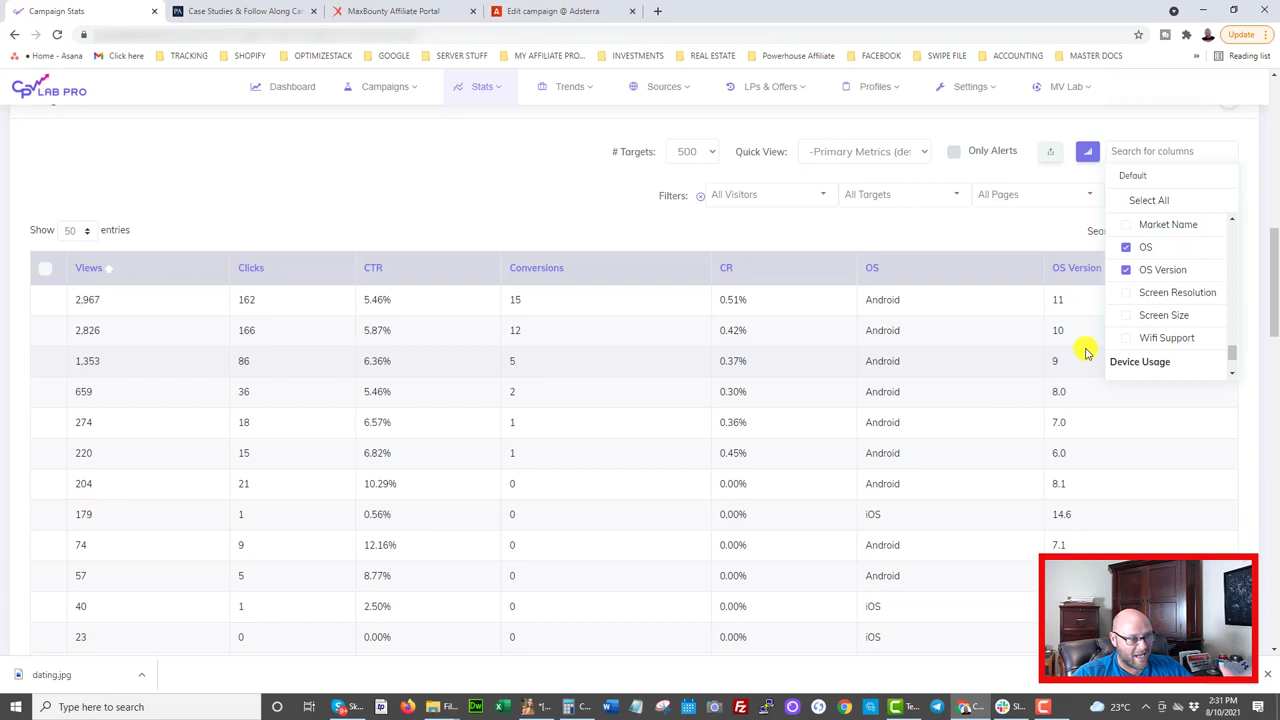 Campaign Stats
Case Studies & Follow Along Can
MaxBounty Affiliate Portal
Edit campaign @ Adsterra
Update
Home - Asana
Click here
TRACKING
SHOPIFY
OPTIMIZESTACK
GOOGLE
SERVER STUFF
MY AFFILIATE PRO...
INVESTMENTS
REAL ESTATE
Powerhouse Affiliate
FACEBOOK
SWIPE FILE
ACCOUNTING
MASTER DOCS
»
Reading list
CPV LAB PRO
Dashboard
Campaigns
Stats
Trends
Sources
LPs & Offers
Profiles
Settings
MV Lab
# Targets: 500 Quick View: -Primary Metrics (def Only Alerts Search for columns
Default
Filters: All Visitors All Targets All Pages
Select All
Market Name
OS
OS Version
Screen Resolution
Screen Size
Wifi Support
Device Usage
Show 50 entries
Sear
Views Clicks CTR Conversions CR OS OS Version
2,967 162 5.46% 15 0.51% Android 11
2,826 166 5.87% 12 0.42% Android 10
1,353 86 6.36% 5 0.37% Android 9
659 36 5.46% 2 0.30% Android 8.0
274 18 6.57% 1 0.36% Android 7.0
220 15 6.82% 1 0.45% Android 6.0
204 21 10.29% 0 0.00% Android 8.1
179 1 0.56% 0 0.00% iOS 14.6
74 9 12.16% 0 0.00% Android 7.1
57 5 8.77% 0 0.00% Android
40 1 2.50% 0 0.00% iOS
23 0 0.00% 0 0.00% iOS
dating.jpg
Type here to search
Sk...
Fil...
Te...
C...
Sl...
23°C
2:31 PM
8/10/2021